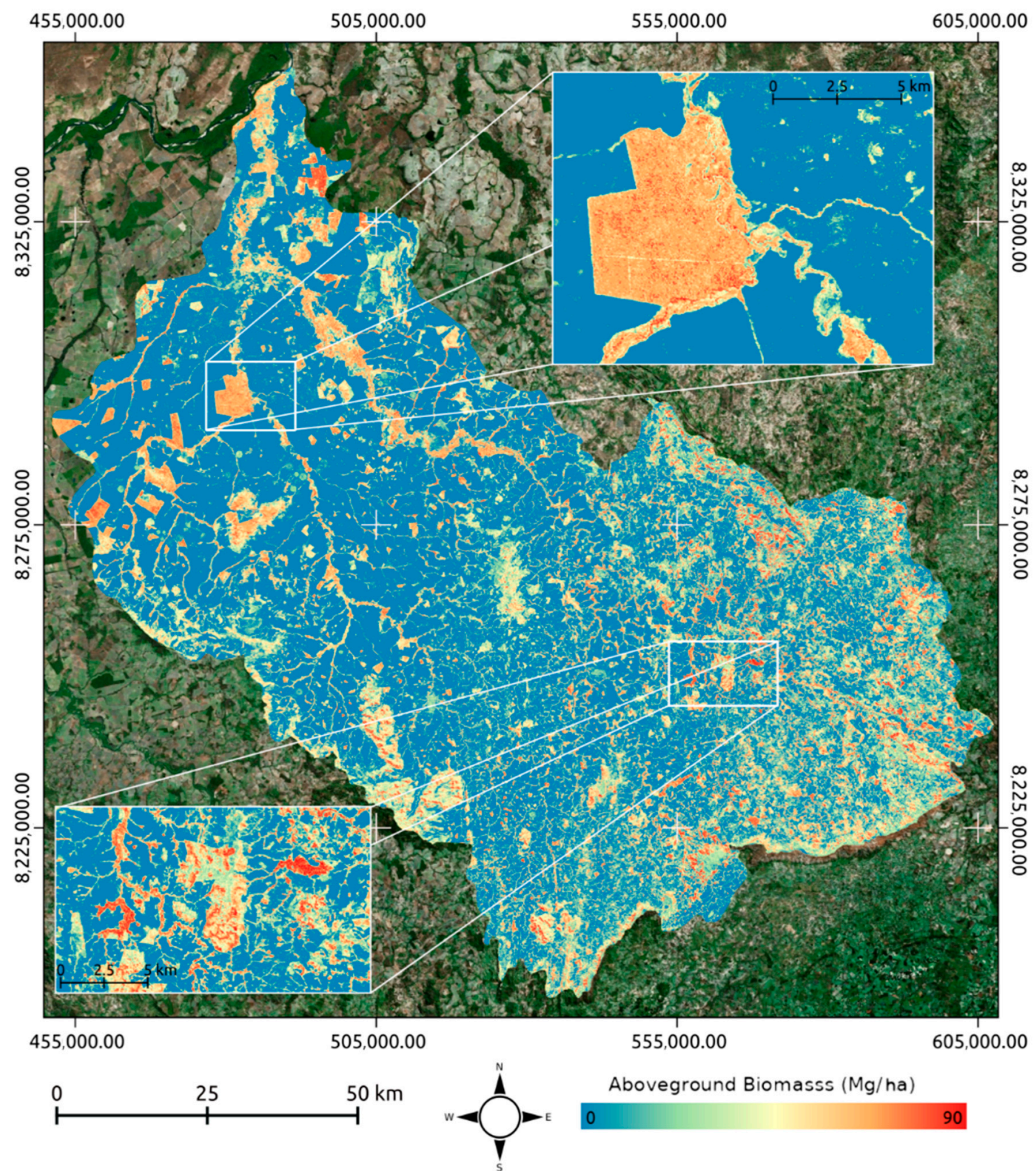 455,000.00 505,000.00 555,000.00 605,000.00
0 2.5 5 km
8,325,000.00 8,325,000.00
8,275,000.00 8,275,000.00
8,225,000.00 8,225,000.00
0 2.5 5 km
455,000.00 505,000.00 555,000.00 605,000.00
0 25 50 km
N
W E
S
Aboveground Biomasss (Mg/ha)
0 90